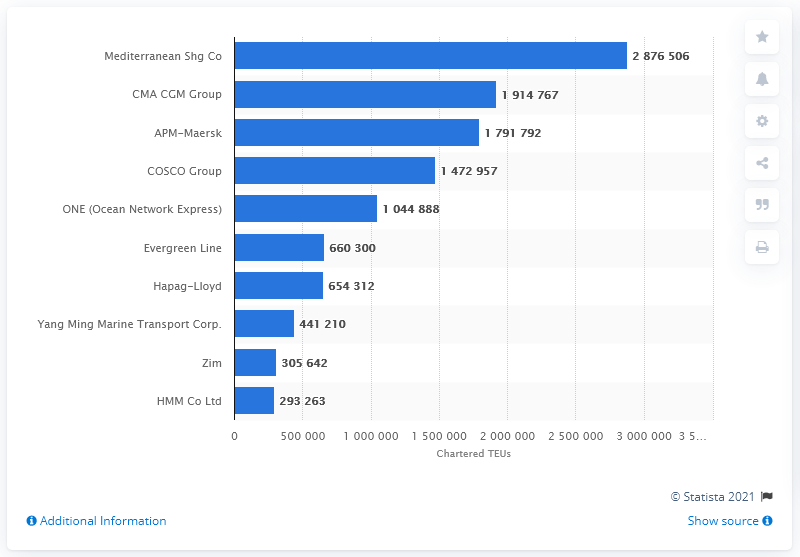 Mediterranean Shg Co 2 876 506
CMA CGM Group 1 914 767
APM-Maersk 1 791 792
COSCO Group 1 472 957
ONE (Ocean Network Express) 1 044 888
Evergreen Line 660 300
Hapag-Lloyd 654 312
Yang Ming Marine Transport Corp. 441 210
Zim 305 642
HMM Co Ltd 293 263
0 500 000 1 000 000 1 500 000 2 000 000 2 500 000 3 000 000 3 5...
Chartered TEUs
© Statista 2021
Additional Information Show source